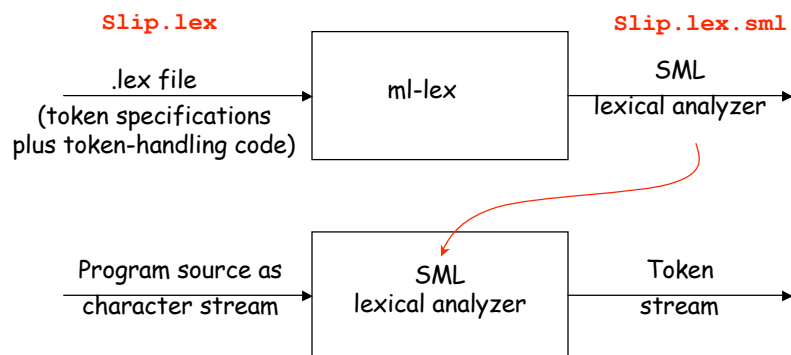 Slip.lex
Slip.lex.sml
.lex file
(token specifications
plus token-handling code)
ml-lex
SML
lexical analyzer
Program source as
character stream
SML
lexical analyzer
Token
stream